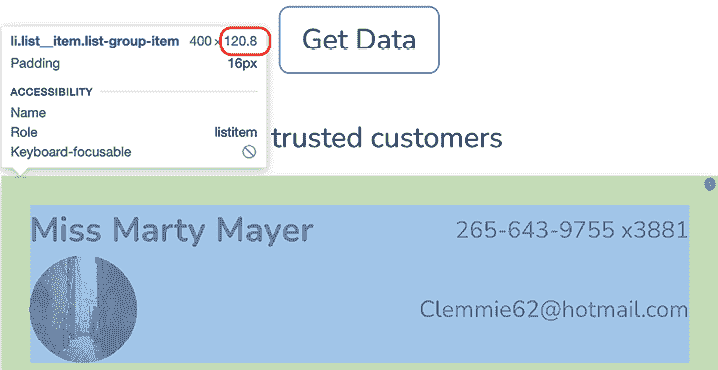 Get Data
li.list__item.list-group-item 400 × 120.8
Padding 16px
ACCESSIBILITY
Name
Role listitem
Keyboard-focusable
trusted customers
Miss Marty Mayer 265-643-9755 x3881
Clemmie62@hotmail.com